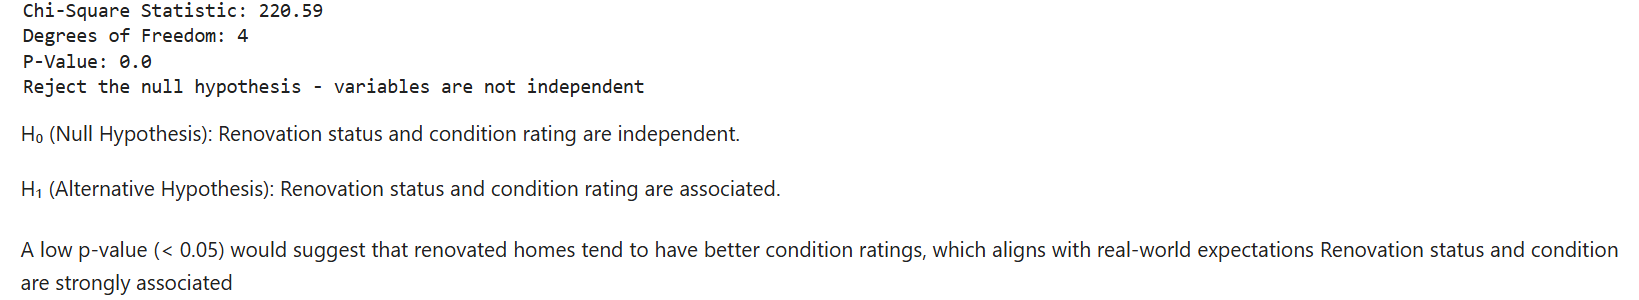 Chi-Square Statistic: 220.59
Degrees of Freedom: 4
P-Value: 0.0
Reject the null hypothesis - variables are not independent
H₀ (Null Hypothesis): Renovation status and condition rating are independent.
H₁ (Alternative Hypothesis): Renovation status and condition rating are associated.
A low p-value (< 0.05) would suggest that renovated homes tend to have better condition ratings, which aligns with real-world expectations Renovation status and condition
are strongly associated